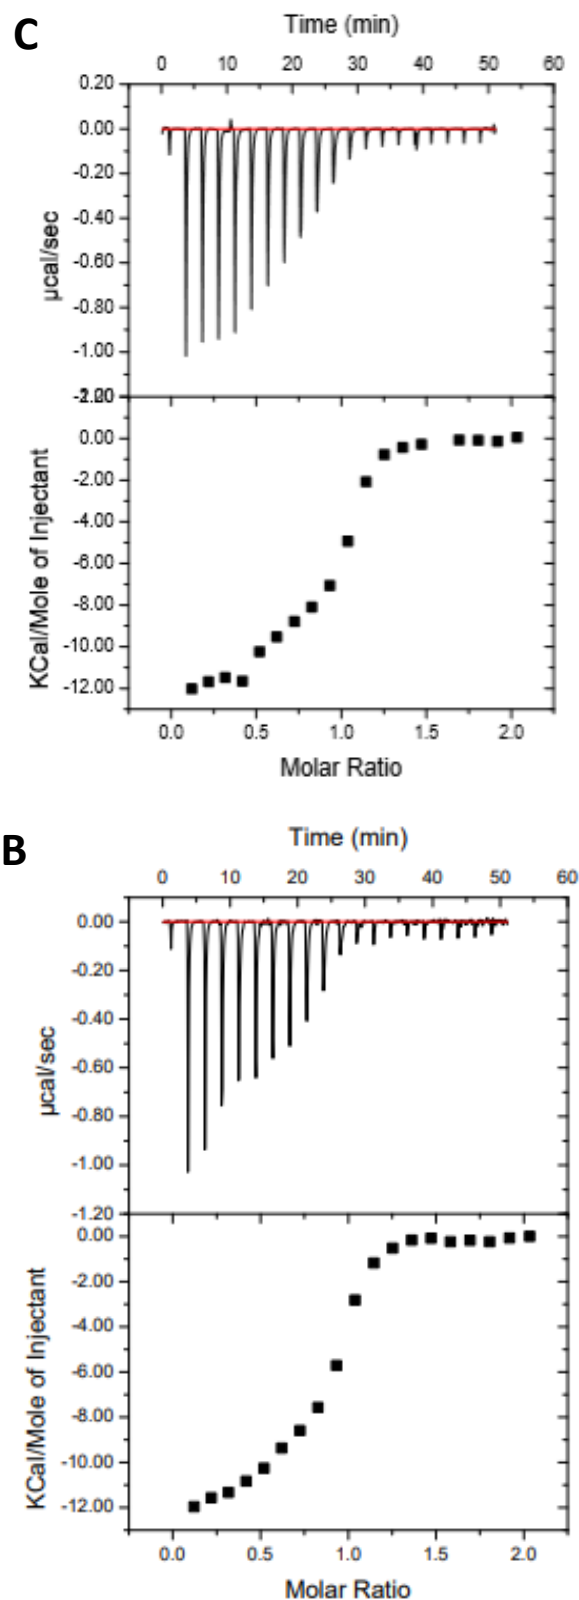 C
Time (min)
0 10 20 30 40 50 60
0.20
0.00
-0.20
-0.40
-0.60
-0.80
-1.00
µcal/sec
0.00
-2.00
-4.00
-6.00
-8.00
-10.00
-12.00
KCal/Mole of Injectant
0.0 0.5 1.0 1.5 2.0
Molar Ratio
B
Time (min)
0 10 20 30 40 50 60
0.00
-0.20
-0.40
-0.60
-0.80
-1.00
-1.20
µcal/sec
0.00
-2.00
-4.00
-6.00
-8.00
-10.00
-12.00
KCal/Mole of Injectant
0.0 0.5 1.0 1.5 2.0
Molar Ratio